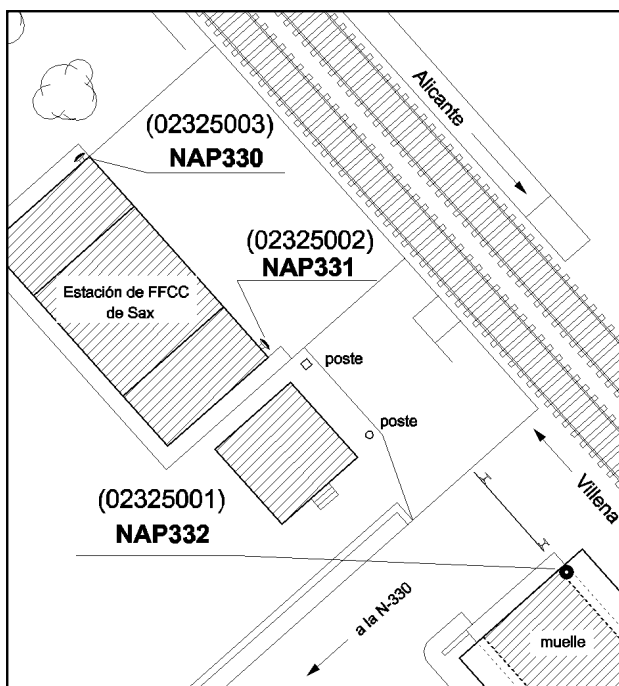 Alicante
(02325003)
NAP330
(02325002)
NAP331
Estación de FFCC
de Sax
poste
poste
(02325001)
NAP332
Villena
a la N-330
muelle